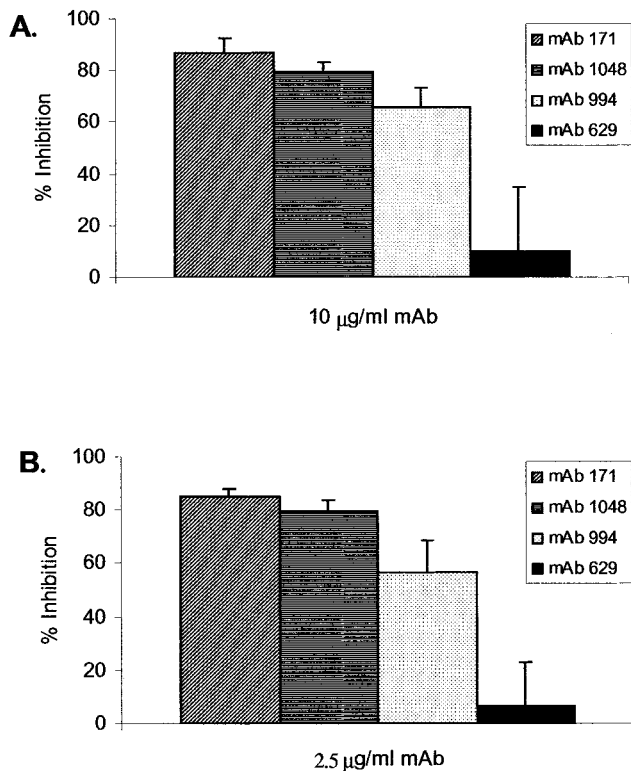 A.
% Inhibition
100
80
60
40
20
0
10 µg/ml mAb
mAb 171
mAb 1048
mAb 994
mAb 629
B.
% Inhibition
100
80
60
40
20
0
2.5 µg/ml mAb
mAb 171
mAb 1048
mAb 994
mAb 629